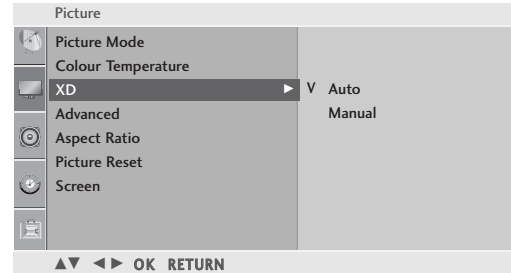 Picture
Picture Mode
Colour Temperature
XD ► V Auto
Advanced Manual
Aspect Ratio
Picture Reset
Screen
▲▼ ◄► OK RETURN